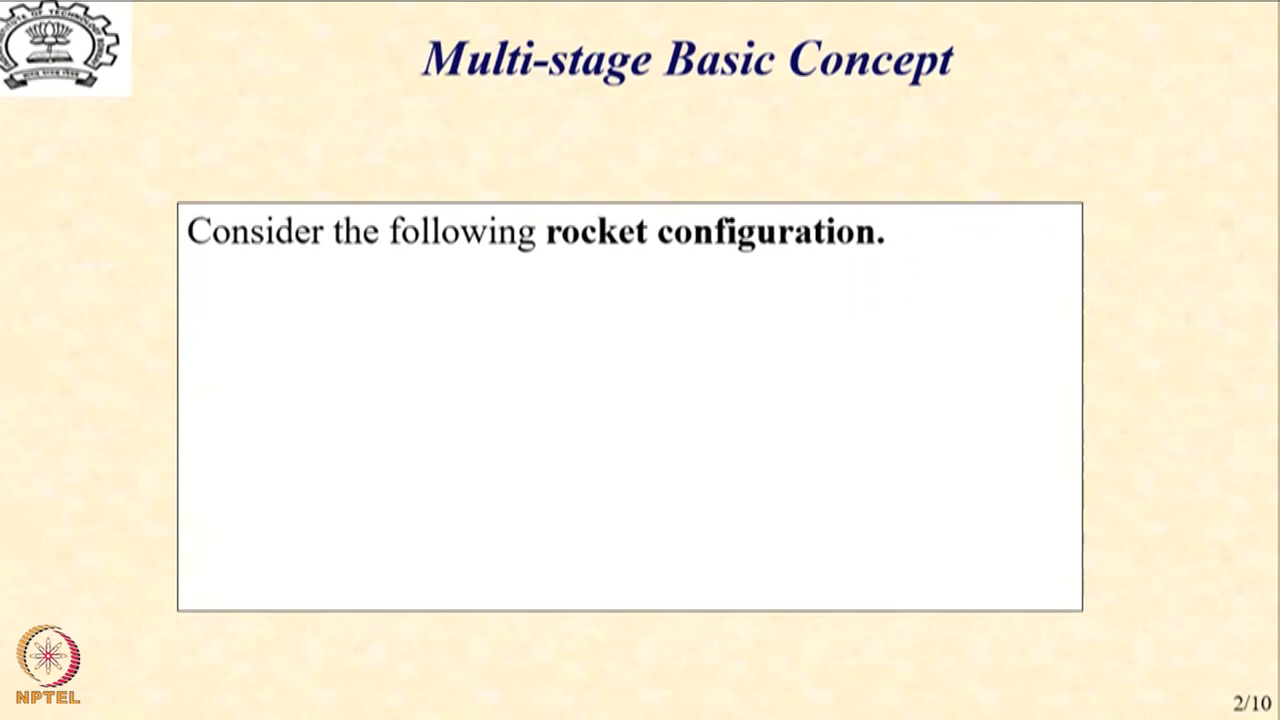 Multi-stage Basic Concept
Consider the following rocket configuration.
NPTEL
2/10